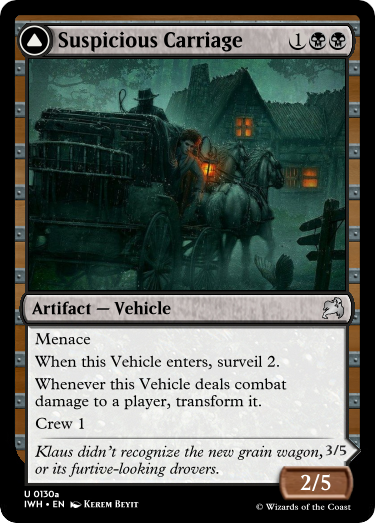 Suspicious Carriage 1
Artifact — Vehicle
Menace
When this Vehicle enters, surveil 2.
Whenever this Vehicle deals combat
damage to a player, transform it.
Crew 1
Klaus didn't recognize the new grain wagon,
or its furtive-looking drovers.
3/5
2/5
U 0130a
IWH • EN Kerem Beyit
© Wizards of the Coast